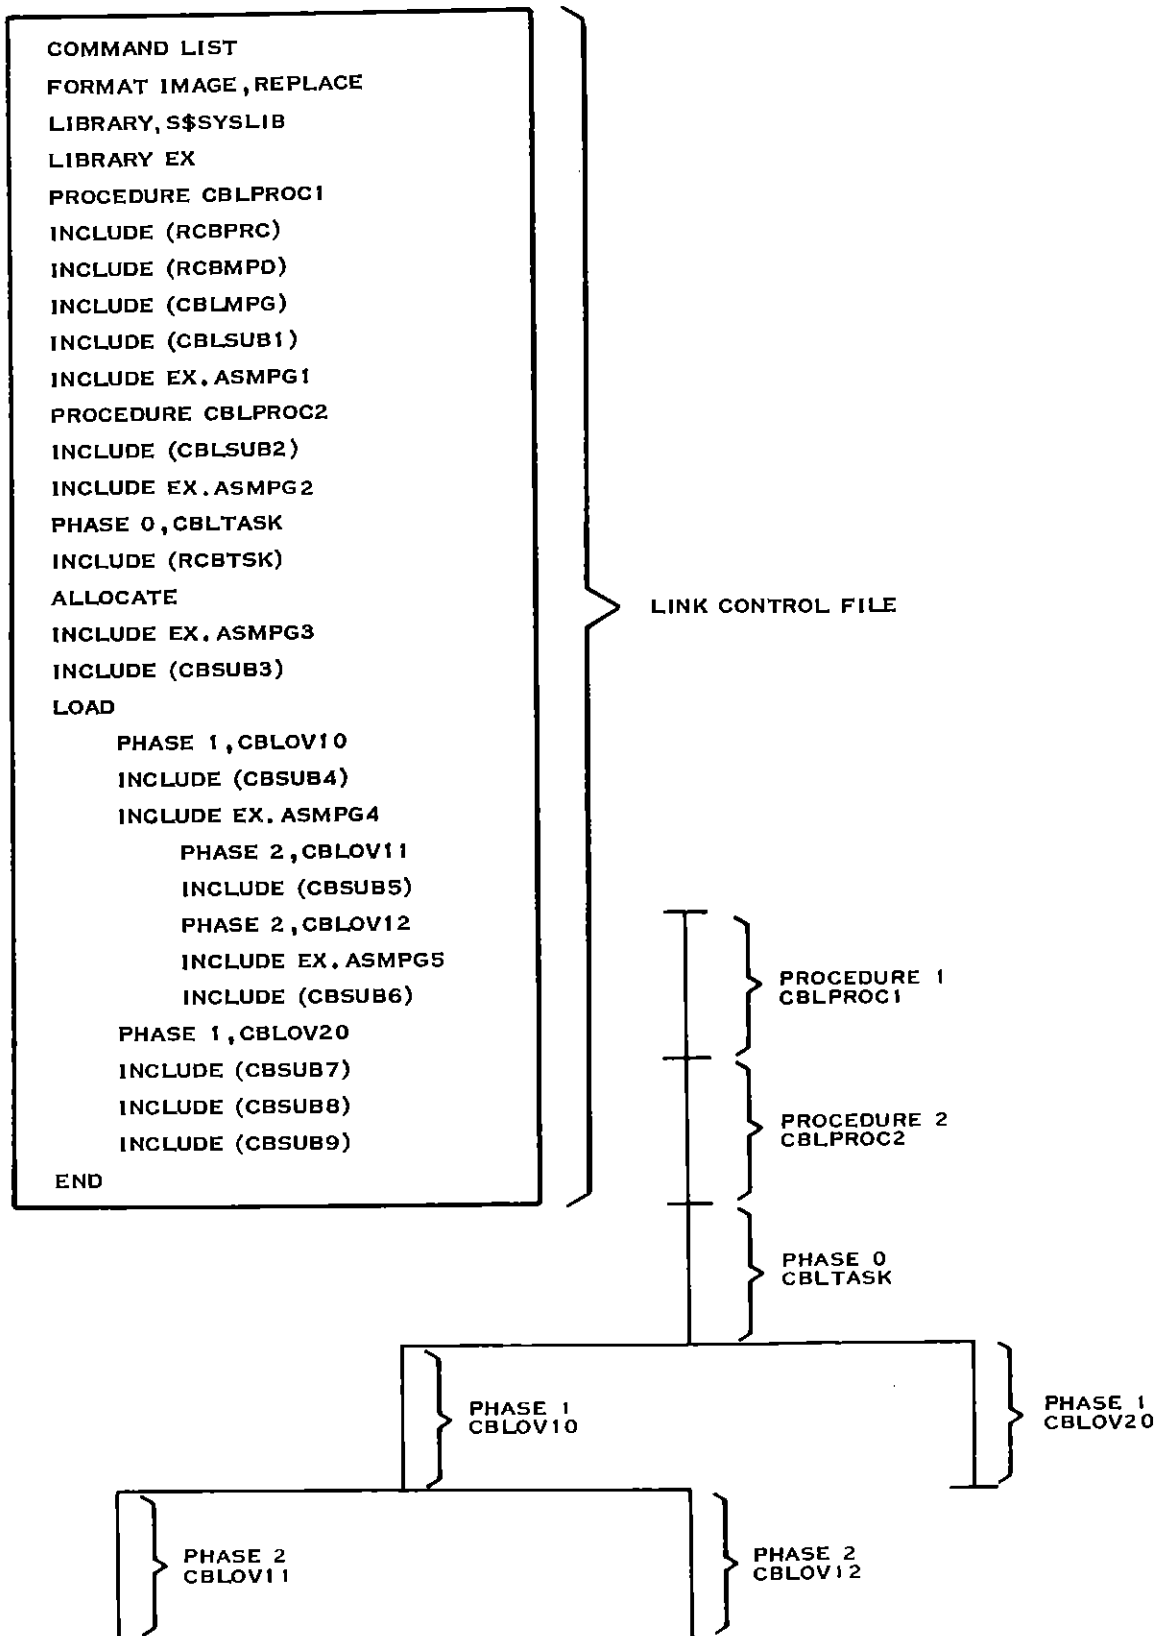 COMMAND LIST
FORMAT IMAGE,REPLACE
LIBRARY,S$SYSLIB
LIBRARY EX
PROCEDURE CBLPROC1
INCLUDE (RCBPRC)
INCLUDE (RCBMPD)
INCLUDE (CBLMPG)
INCLUDE (CBLSUB1)
INCLUDE EX.ASMPG1
PROCEDURE CBLPROC2
INCLUDE (CBLSUB2)
INCLUDE EX.ASMPG2
PHASE 0,CBLTASK
INCLUDE (RCBTSK)
ALLOCATE
INCLUDE EX.ASMPG3
INCLUDE (CBSUB3)
LOAD
PHASE 1,CBLOV10
INCLUDE (CBSUB4)
INCLUDE EX.ASMPG4
PHASE 2,CBLOV11
INCLUDE (CBSUB5)
PHASE 2,CBLOV12
INCLUDE EX.ASMPG5
INCLUDE (CBSUB6)
PHASE 1,CBLOV20
INCLUDE (CBSUB7)
INCLUDE (CBSUB8)
INCLUDE (CBSUB9)
END
LINK CONTROL FILE
PROCEDURE 1
CBLPROC1
PROCEDURE 2
CBLPROC2
PHASE 0
CBLTASK
PHASE 1
CBLOV10
PHASE 1
CBLOV20
PHASE 2
CBLOV11
PHASE 2
CBLOV12